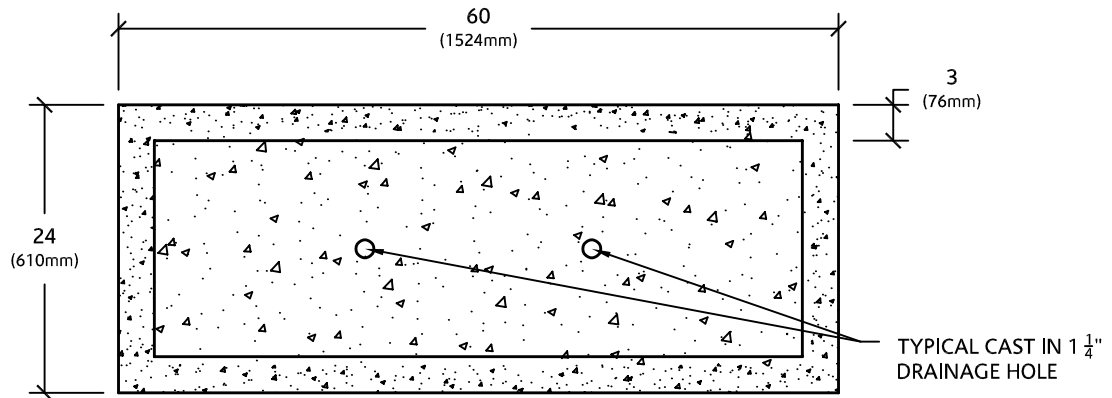 60
(1524mm)
3
(76mm)
24
(610mm)
TYPICAL CAST IN 1 1/4"
DRAINAGE HOLE